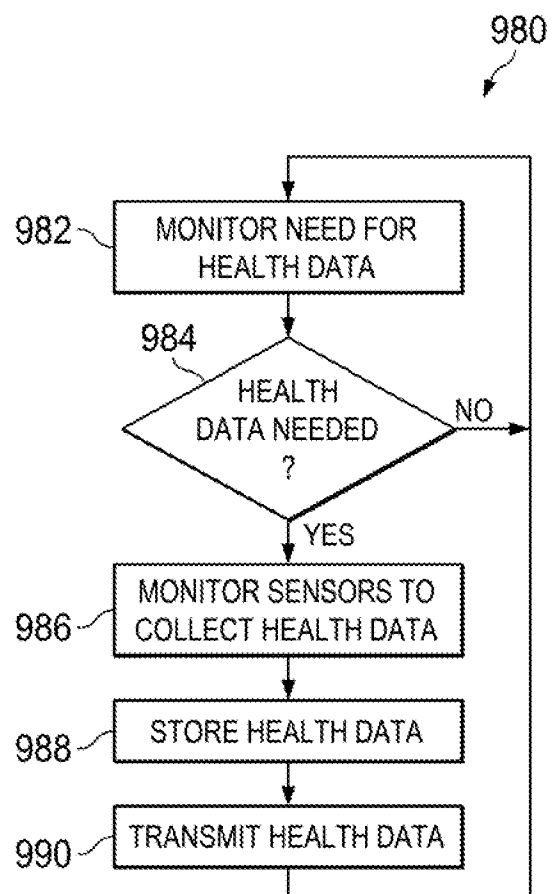 980
982
MONITOR NEED FOR
HEALTH DATA
984
HEALTH
DATA NEEDED
?
NO
YES
986
MONITOR SENSORS TO
COLLECT HEALTH DATA
988
STORE HEALTH DATA
990
TRANSMIT HEALTH DATA